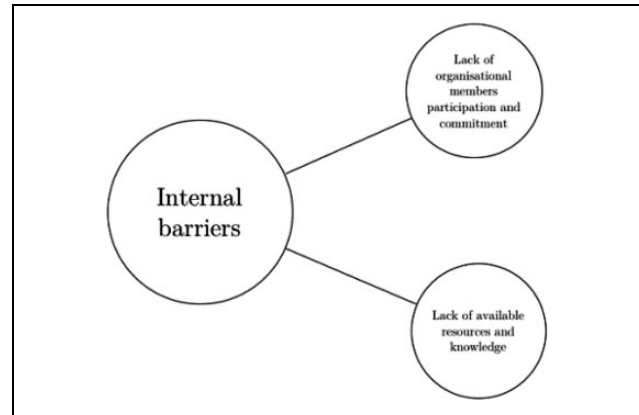 Internal
barriers
Lack of
organisational
members
participation and
commitment
Lack of available
resources and
knowledge